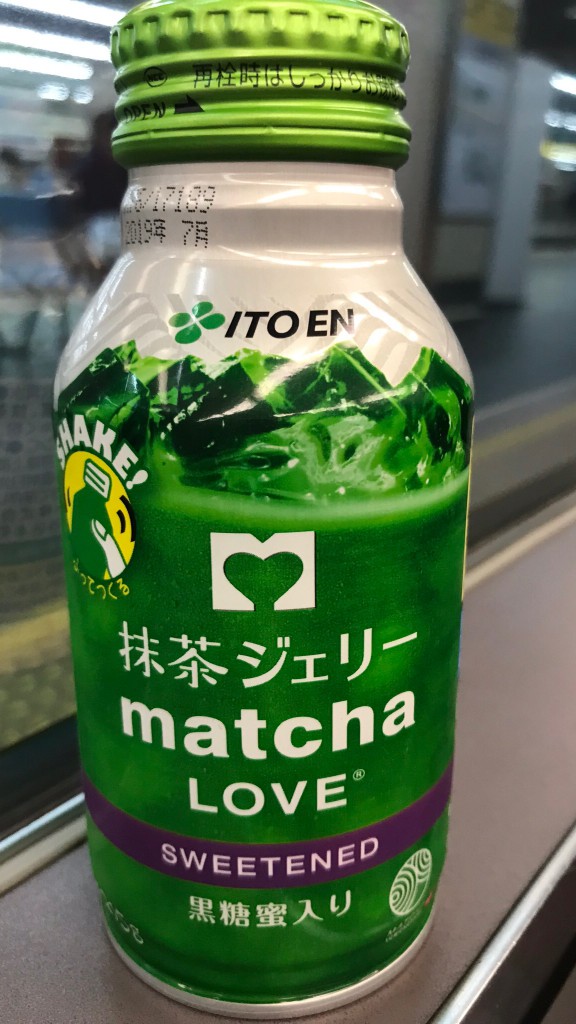 再栓時はしっかり
OPEN
/17199
2019年 7月
ITO EN
SHAKE!
ふってつくる
抹茶ジェリー
matcha
LOVE®
SWEETENED
黒糖蜜入り